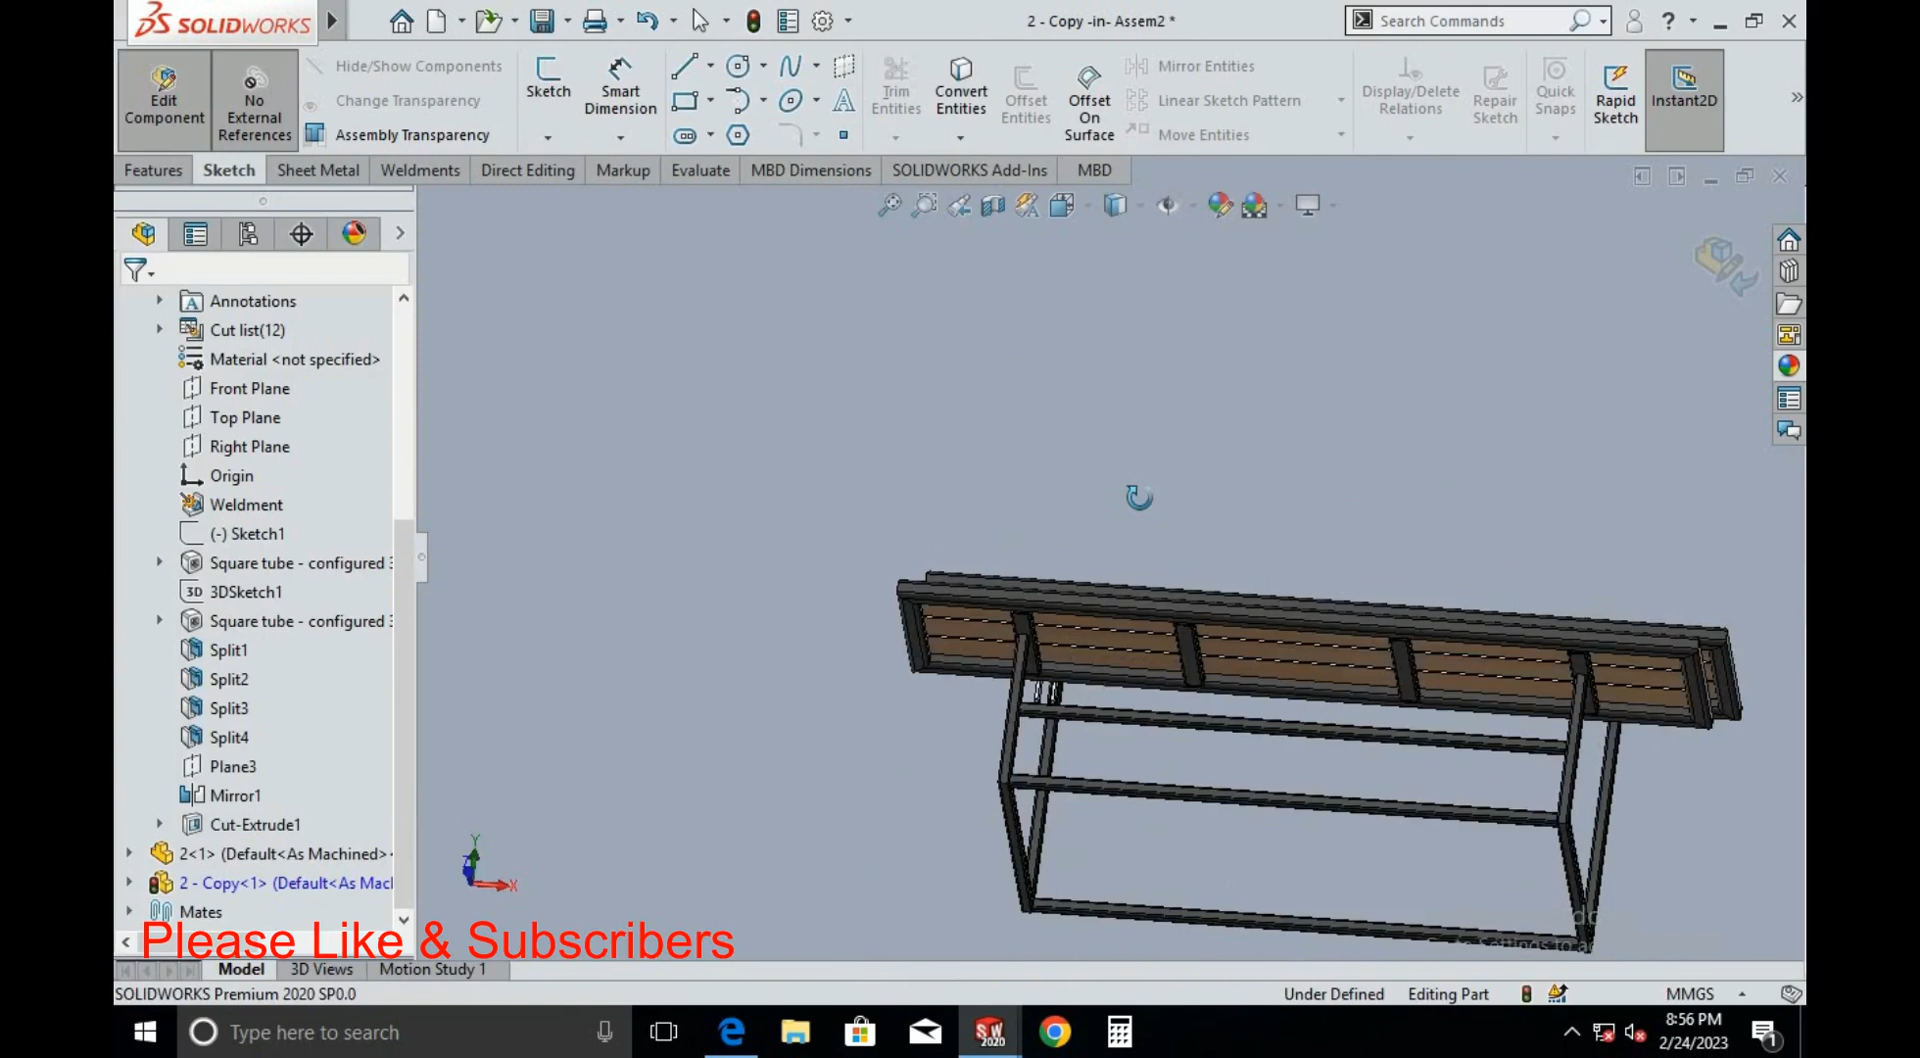 SOLIDWORKS
2 - Copy -in- Assem2 *
Search Commands
?
Edit Component
No External References
Hide/Show Components
Change Transparency
Assembly Transparency
Sketch
Smart Dimension
Trim Entities
Convert Entities
Offset Entities
Offset On Surface
Mirror Entities
Linear Sketch Pattern
Move Entities
Display/Delete Relations
Repair Sketch
Quick Snaps
Rapid Sketch
Instant2D
Features
Sketch
Sheet Metal
Weldments
Direct Editing
Markup
Evaluate
MBD Dimensions
SOLIDWORKS Add-Ins
MBD
Annotations
Cut list(12)
Material <not specified>
Front Plane
Top Plane
Right Plane
Origin
Weldment
(-) Sketch1
Square tube - configured
3D 3DSketch1
Square tube - configured
Split1
Split2
Split3
Split4
Plane3
Mirror1
Cut-Extrude1
2<1> (Default<As Machined>
2 - Copy<1> (Default<As Mac
Mates
Y
X
Please Like & Subscribers
Model
3D Views
Motion Study 1
SOLIDWORKS Premium 2020 SP0.0
Under Defined
Editing Part
MMGS
Type here to search
SW 2020
8:56 PM
2/24/2023
1